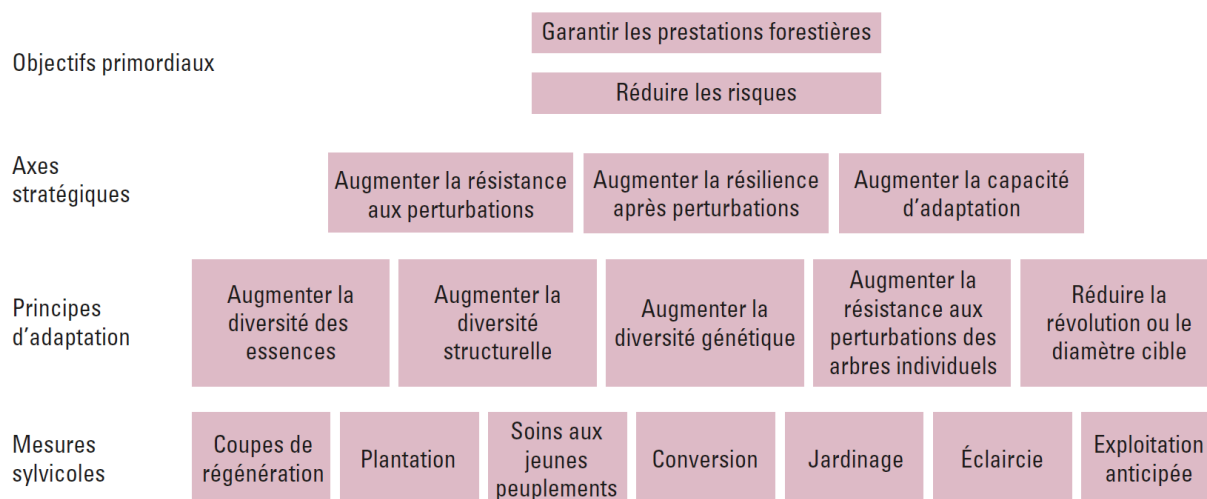 Objectifs primordiaux
Garantir les prestations forestières
Réduire les risques
Axes
stratégiques
Augmenter la résistance
aux perturbations
Augmenter la résilience
après perturbations
Augmenter la capacité
d’adaptation
Principes
d’adaptation
Augmenter la
diversité des
essences
Augmenter la
diversité
structurelle
Augmenter la
diversité génétique
Augmenter la
résistance aux
perturbations des
arbres individuels
Réduire la
révolution ou le
diamètre cible
Mesures
sylvicoles
Coupes de
régénération
Plantation
Soins aux
jeunes
peuplements
Conversion
Jardinage
Éclaircie
Exploitation
anticipée